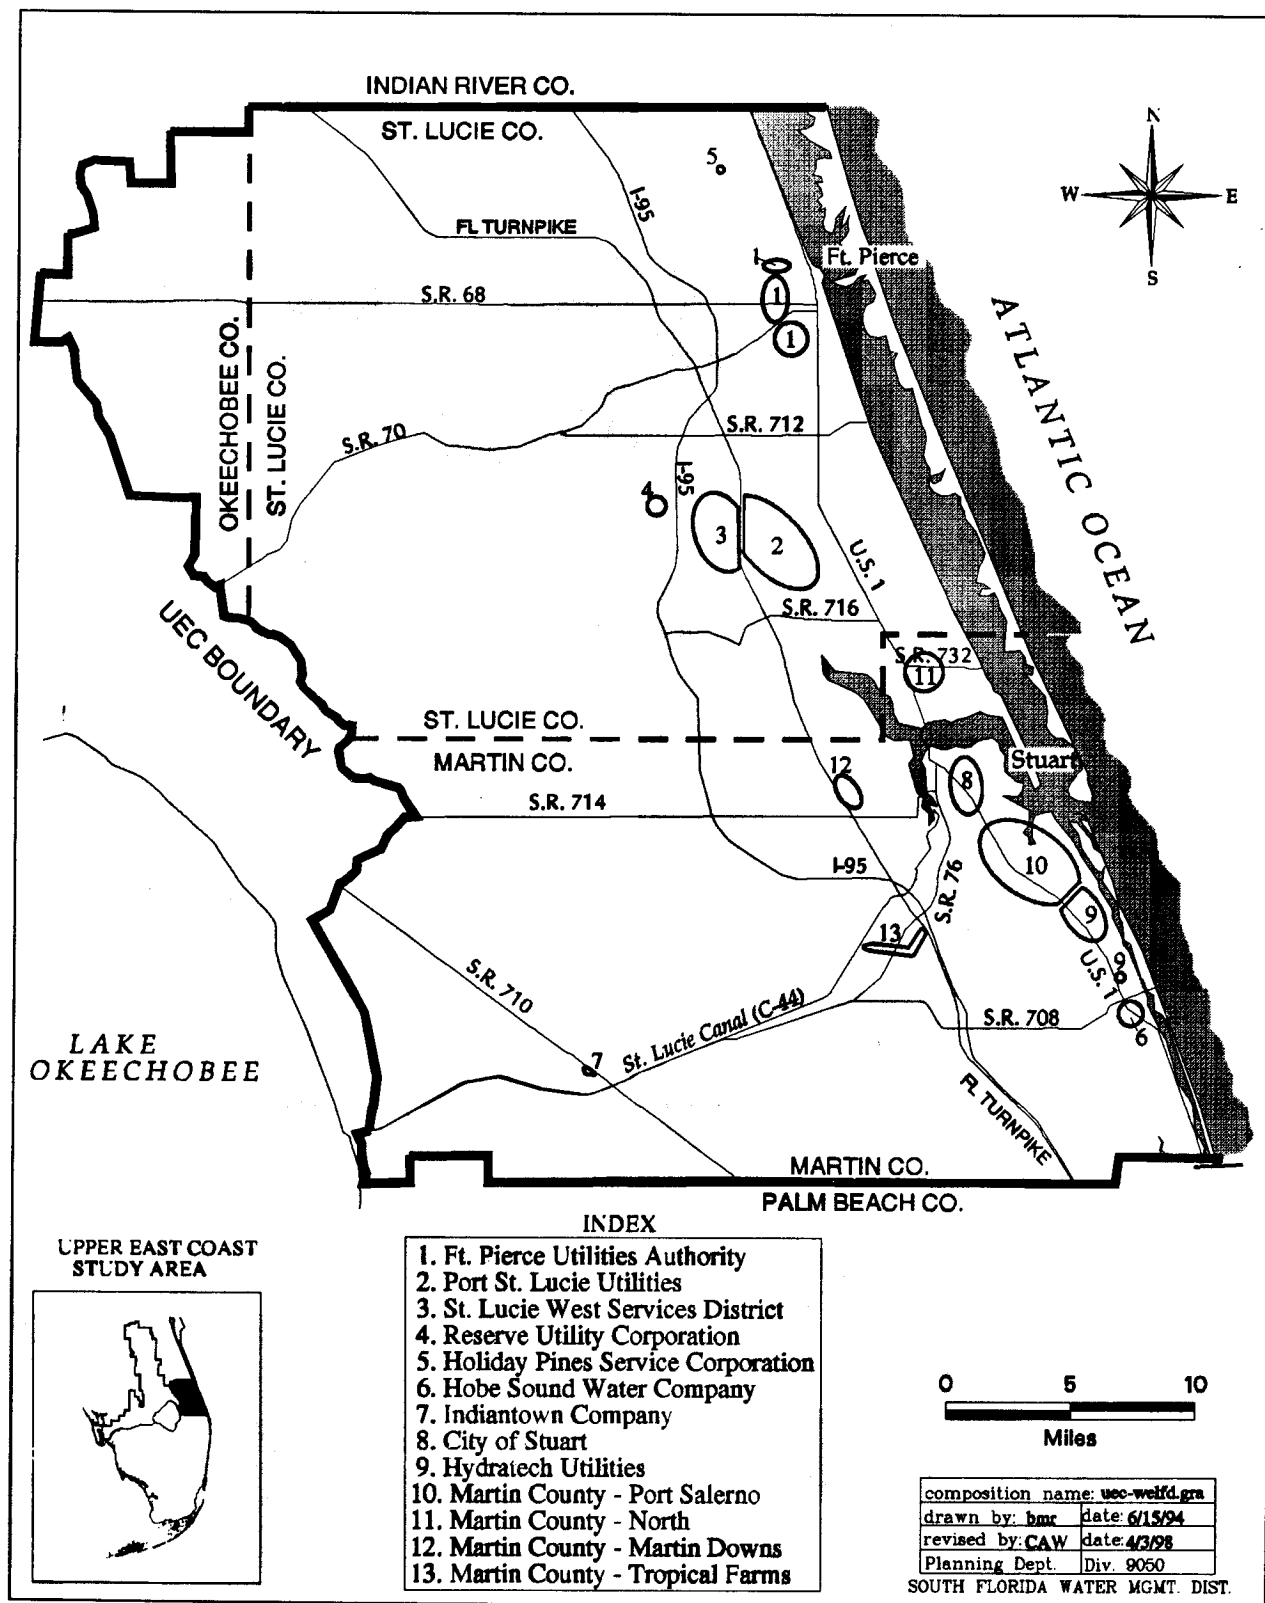 INDIAN RIVER CO.
ST. LUCIE CO.
N
W
E
S
5
I-95
FL TURNPIKE
1
Ft. Pierce
S.R. 68
1
1
ATLANTIC OCEAN
OKEECHOBEE CO.
ST. LUCIE CO.
S.R. 70
S.R. 712
I-95
4
3
2
U.S. 1
S.R. 716
UEC BOUNDARY
S.R. 732
11
ST. LUCIE CO.
MARTIN CO.
Stuart
12
8
S.R. 714
10
I-95
S.R. 76
9
13
9
U.S. 1
S.R. 710
St. Lucie Canal (C-44)
S.R. 708
6
LAKE
OKEECHOBEE
7
FL TURNPIKE
MARTIN CO.
PALM BEACH CO.
UPPER EAST COAST
STUDY AREA
INDEX
1. Ft. Pierce Utilities Authority
2. Port St. Lucie Utilities
3. St. Lucie West Services District
4. Reserve Utility Corporation
5. Holiday Pines Service Corporation
6. Hobe Sound Water Company
7. Indiantown Company
8. City of Stuart
9. Hydratech Utilities
10. Martin County - Port Salerno
11. Martin County - North
12. Martin County - Martin Downs
13. Martin County - Tropical Farms
0 5 10
Miles
composition name: uec-welfd.gra
drawn by: bmr date: 6/15/94
revised by: CAW date: 4/3/98
Planning Dept. Div. 9050
SOUTH FLORIDA WATER MGMT. DIST.